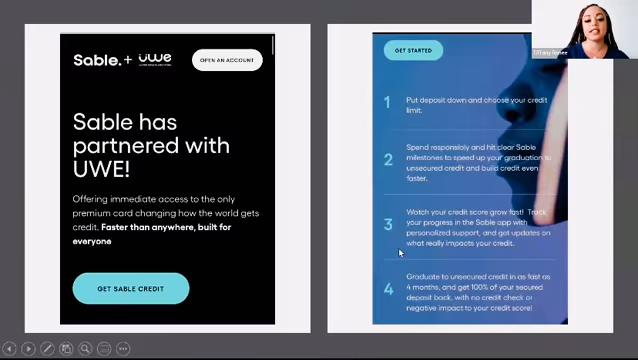 Sable. + uwe
OPEN AN ACCOUNT
Sable has
partnered with
UWE!
Offering immediate access to the only
premium card changing how the world gets
credit. Faster than anywhere, built for
everyone
GET SABLE CREDIT
GET STARTED
1 Put deposit down and choose your credit
limit.
2 Spend responsibly and hit clear Sable
milestones to speed up your graduation to
unsecured credit and build credit even
faster.
3 Watch your credit score grow fast! Track
your progress in the Sable app with
personalized support, and get updates on
what really impacts your credit.
4 Graduate to unsecured credit in as fast as
4 months, and get 100% of your secured
deposit back, with no credit check or
negative impact to your credit score!
Tiffany Renee